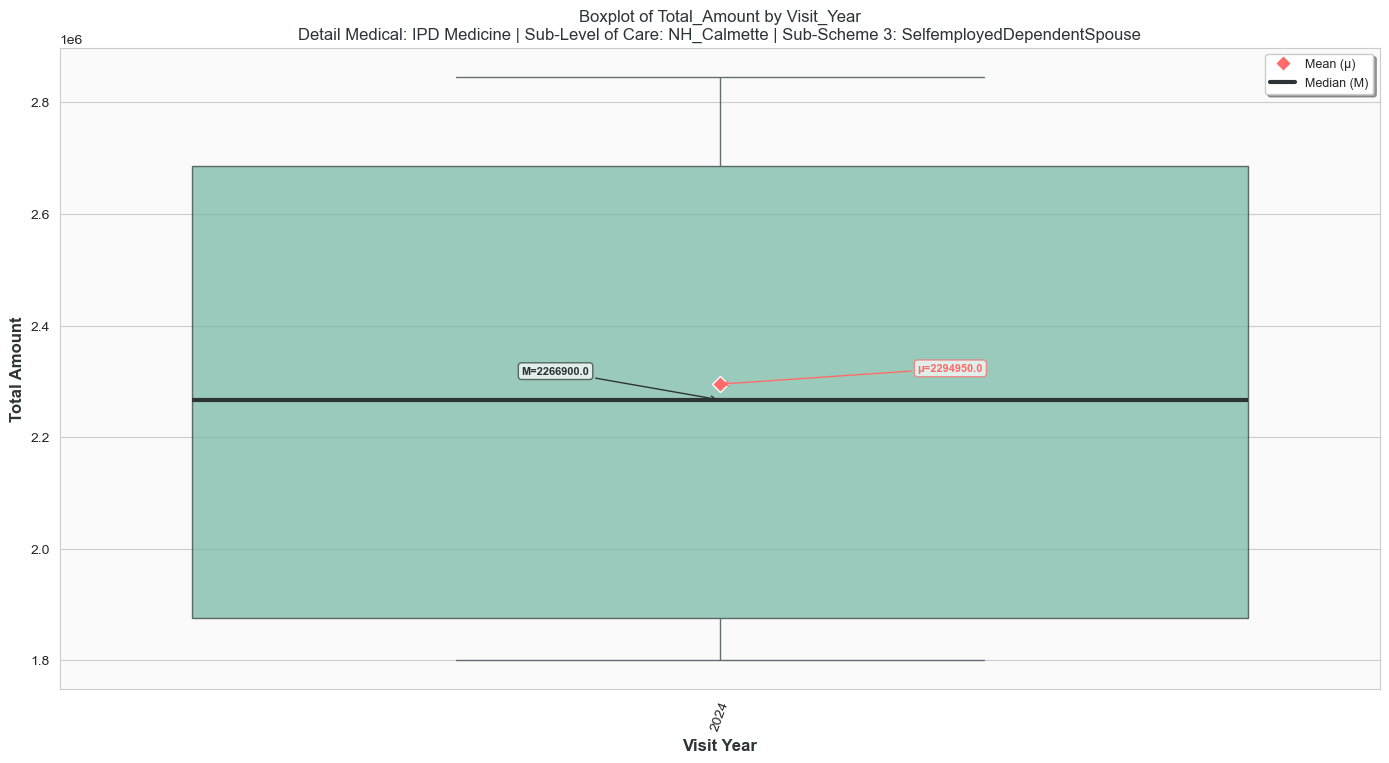 Boxplot of Total_Amount by Visit_Year
Detail Medical: IPD Medicine | Sub-Level of Care: NH_Calmette | Sub-Scheme 3: SelfemployedDependentSpouse
1e6
Mean (μ)
Median (M)
2.8
2.6
2.4
2.2
2.0
1.8
Total Amount
M=2266900.0
μ=2294950.0
2024
Visit Year